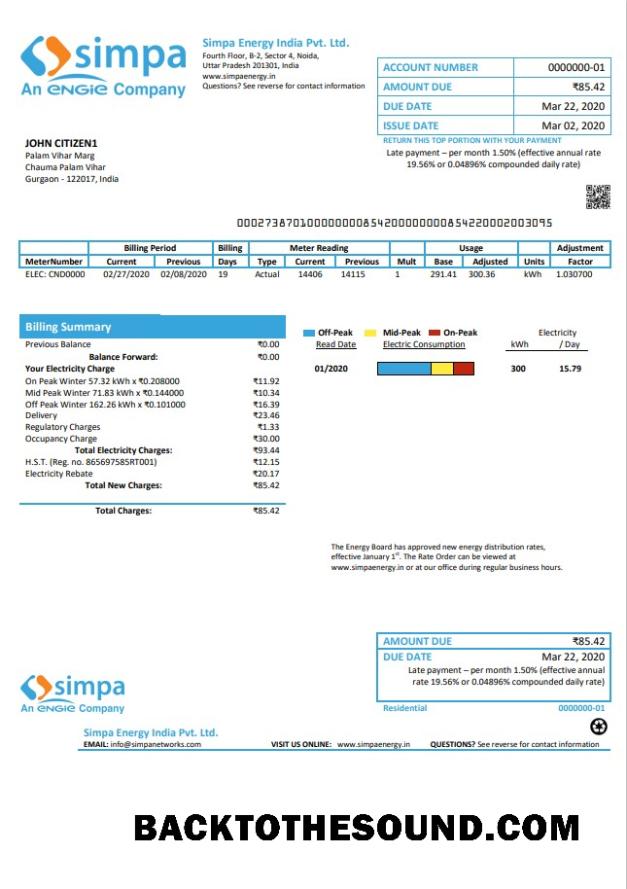 simpa
An ENGIE Company
Simpa Energy India Pvt. Ltd.
Fourth Floor, B-2, Sector 4, Noida,
Uttar Pradesh 201301, India
www.simpaenergy.in
Questions? See reverse for contact information
ACCOUNT NUMBER 0000000-01
AMOUNT DUE ₹85.42
DUE DATE Mar 22, 2020
ISSUE DATE Mar 02, 2020
RETURN THIS TOP PORTION WITH YOUR PAYMENT
Late payment – per month 1.50% (effective annual rate
19.56% or 0.04896% compounded daily rate)
JOHN CITIZEN1
Palam Vihar Marg
Chauma Palam Vihar
Gurgaon - 122017, India
Billing Period Billing Meter Reading Usage Adjustment
MeterNumber Current Previous Days Type Current Previous Mult Base Adjusted Units Factor
ELEC: CND0000 02/27/2020 02/08/2020 19 Actual 14406 14115 1 291.41 300.36 kWh 1.030700
Billing Summary
Previous Balance ₹0.00
Balance Forward: ₹0.00
Your Electricity Charge
On Peak Winter 57.32 kWh x ₹0.208000 ₹11.92
Mid Peak Winter 71.83 kWh x ₹0.144000 ₹10.34
Off Peak Winter 162.26 kWh x ₹0.101000 ₹16.39
Delivery ₹23.46
Regulatory Charges ₹1.33
Occupancy Charge ₹30.00
Total Electricity Charges: ₹93.44
H.S.T. (Reg. no. 865697585RT001) ₹12.15
Electricity Rebate ₹20.17
Total New Charges: ₹85.42
Total Charges: ₹85.42
Off-Peak Mid-Peak On-Peak Electricity
Read Date Electric Consumption kWh / Day
01/2020 300 15.79
The Energy Board has approved new energy distribution rates,
effective January 1st. The Rate Order can be viewed at
www.simpaenergy.in or at our office during regular business hours.
AMOUNT DUE ₹85.42
DUE DATE Mar 22, 2020
Late payment – per month 1.50% (effective annual
rate 19.56% or 0.04896% compounded daily rate)
Residential 0000000-01
simpa
An ENGIE Company
Simpa Energy India Pvt. Ltd.
EMAIL: info@simpanetworks.com VISIT US ONLINE: www.simpaenergy.in QUESTIONS? See reverse for contact information
BACKTOTHESOUND.COM